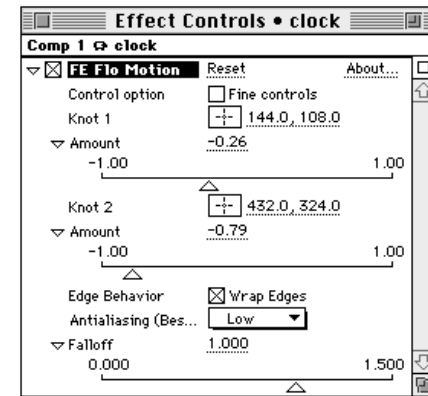 Effect Controls • clock
Comp 1 clock
FE Flo Motion Reset About...
Control option Fine controls
Knot 1 144.0, 108.0
Amount -0.26
-1.00 1.00
Knot 2 432.0, 324.0
Amount -0.79
-1.00 1.00
Edge Behavior Wrap Edges
Antialiasing (Bes... Low
Falloff 1.000
0.000 1.500